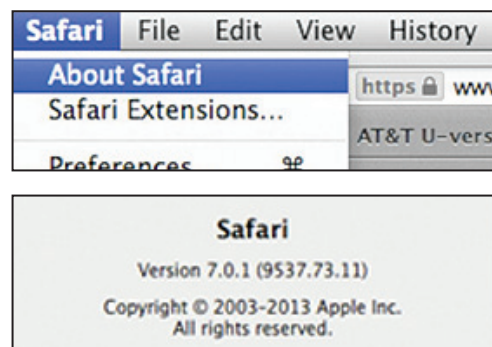 Safari File Edit View History
About Safari
https www
Safari Extensions...
AT&T U-vers
Preferences ⌘
Safari
Version 7.0.1 (9537.73.11)
Copyright © 2003-2013 Apple Inc.
All rights reserved.